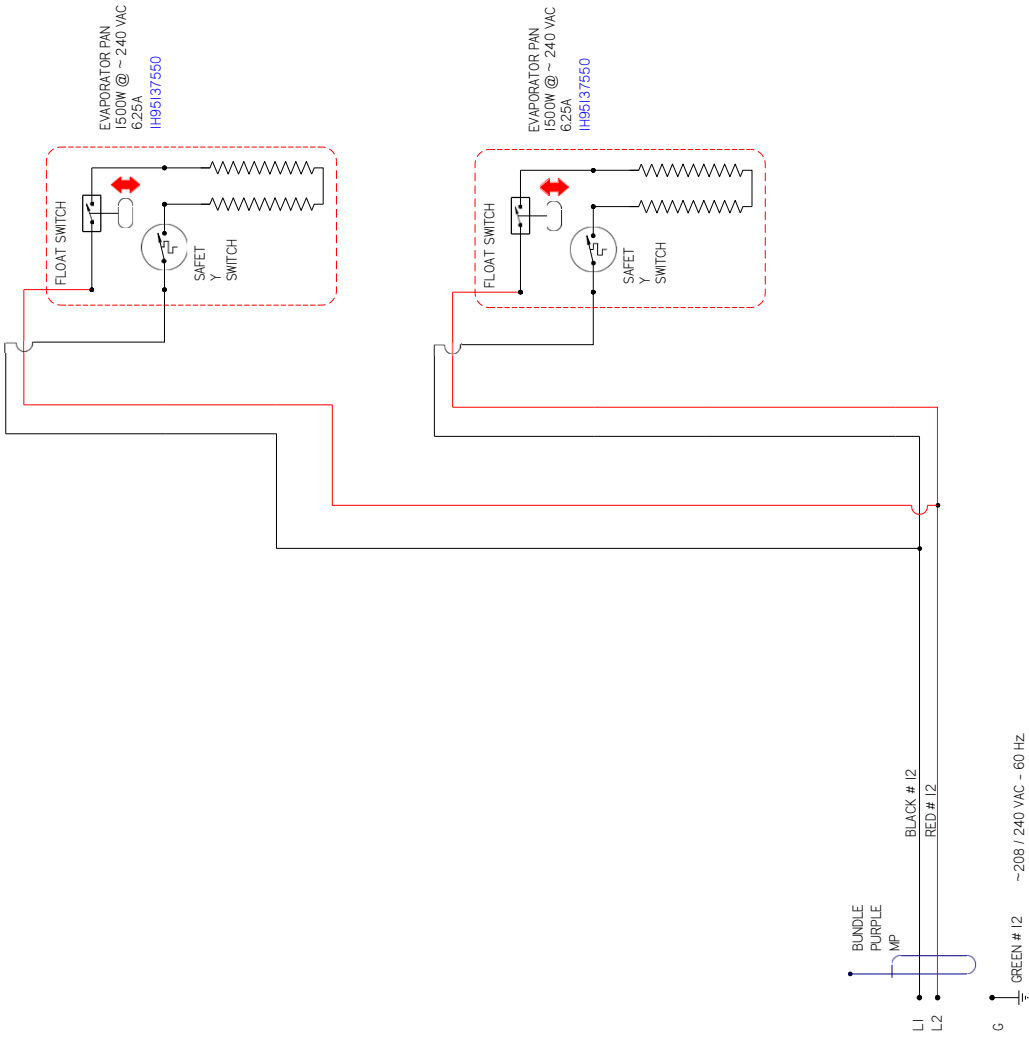 EVAPORATOR PAN
1500W @ ~ 240 VAC
6.25A
1H95137550
FLOAT SWITCH
SAFET
Y
SWITCH
EVAPORATOR PAN
1500W @ ~ 240 VAC
6.25A
1H95137550
FLOAT SWITCH
SAFET
Y
SWITCH
BLACK # 12
RED # 12
BUNDLE
PURPLE
MP
L1
L2
G
GREEN # 12
~208 / 240 VAC - 60 HZ